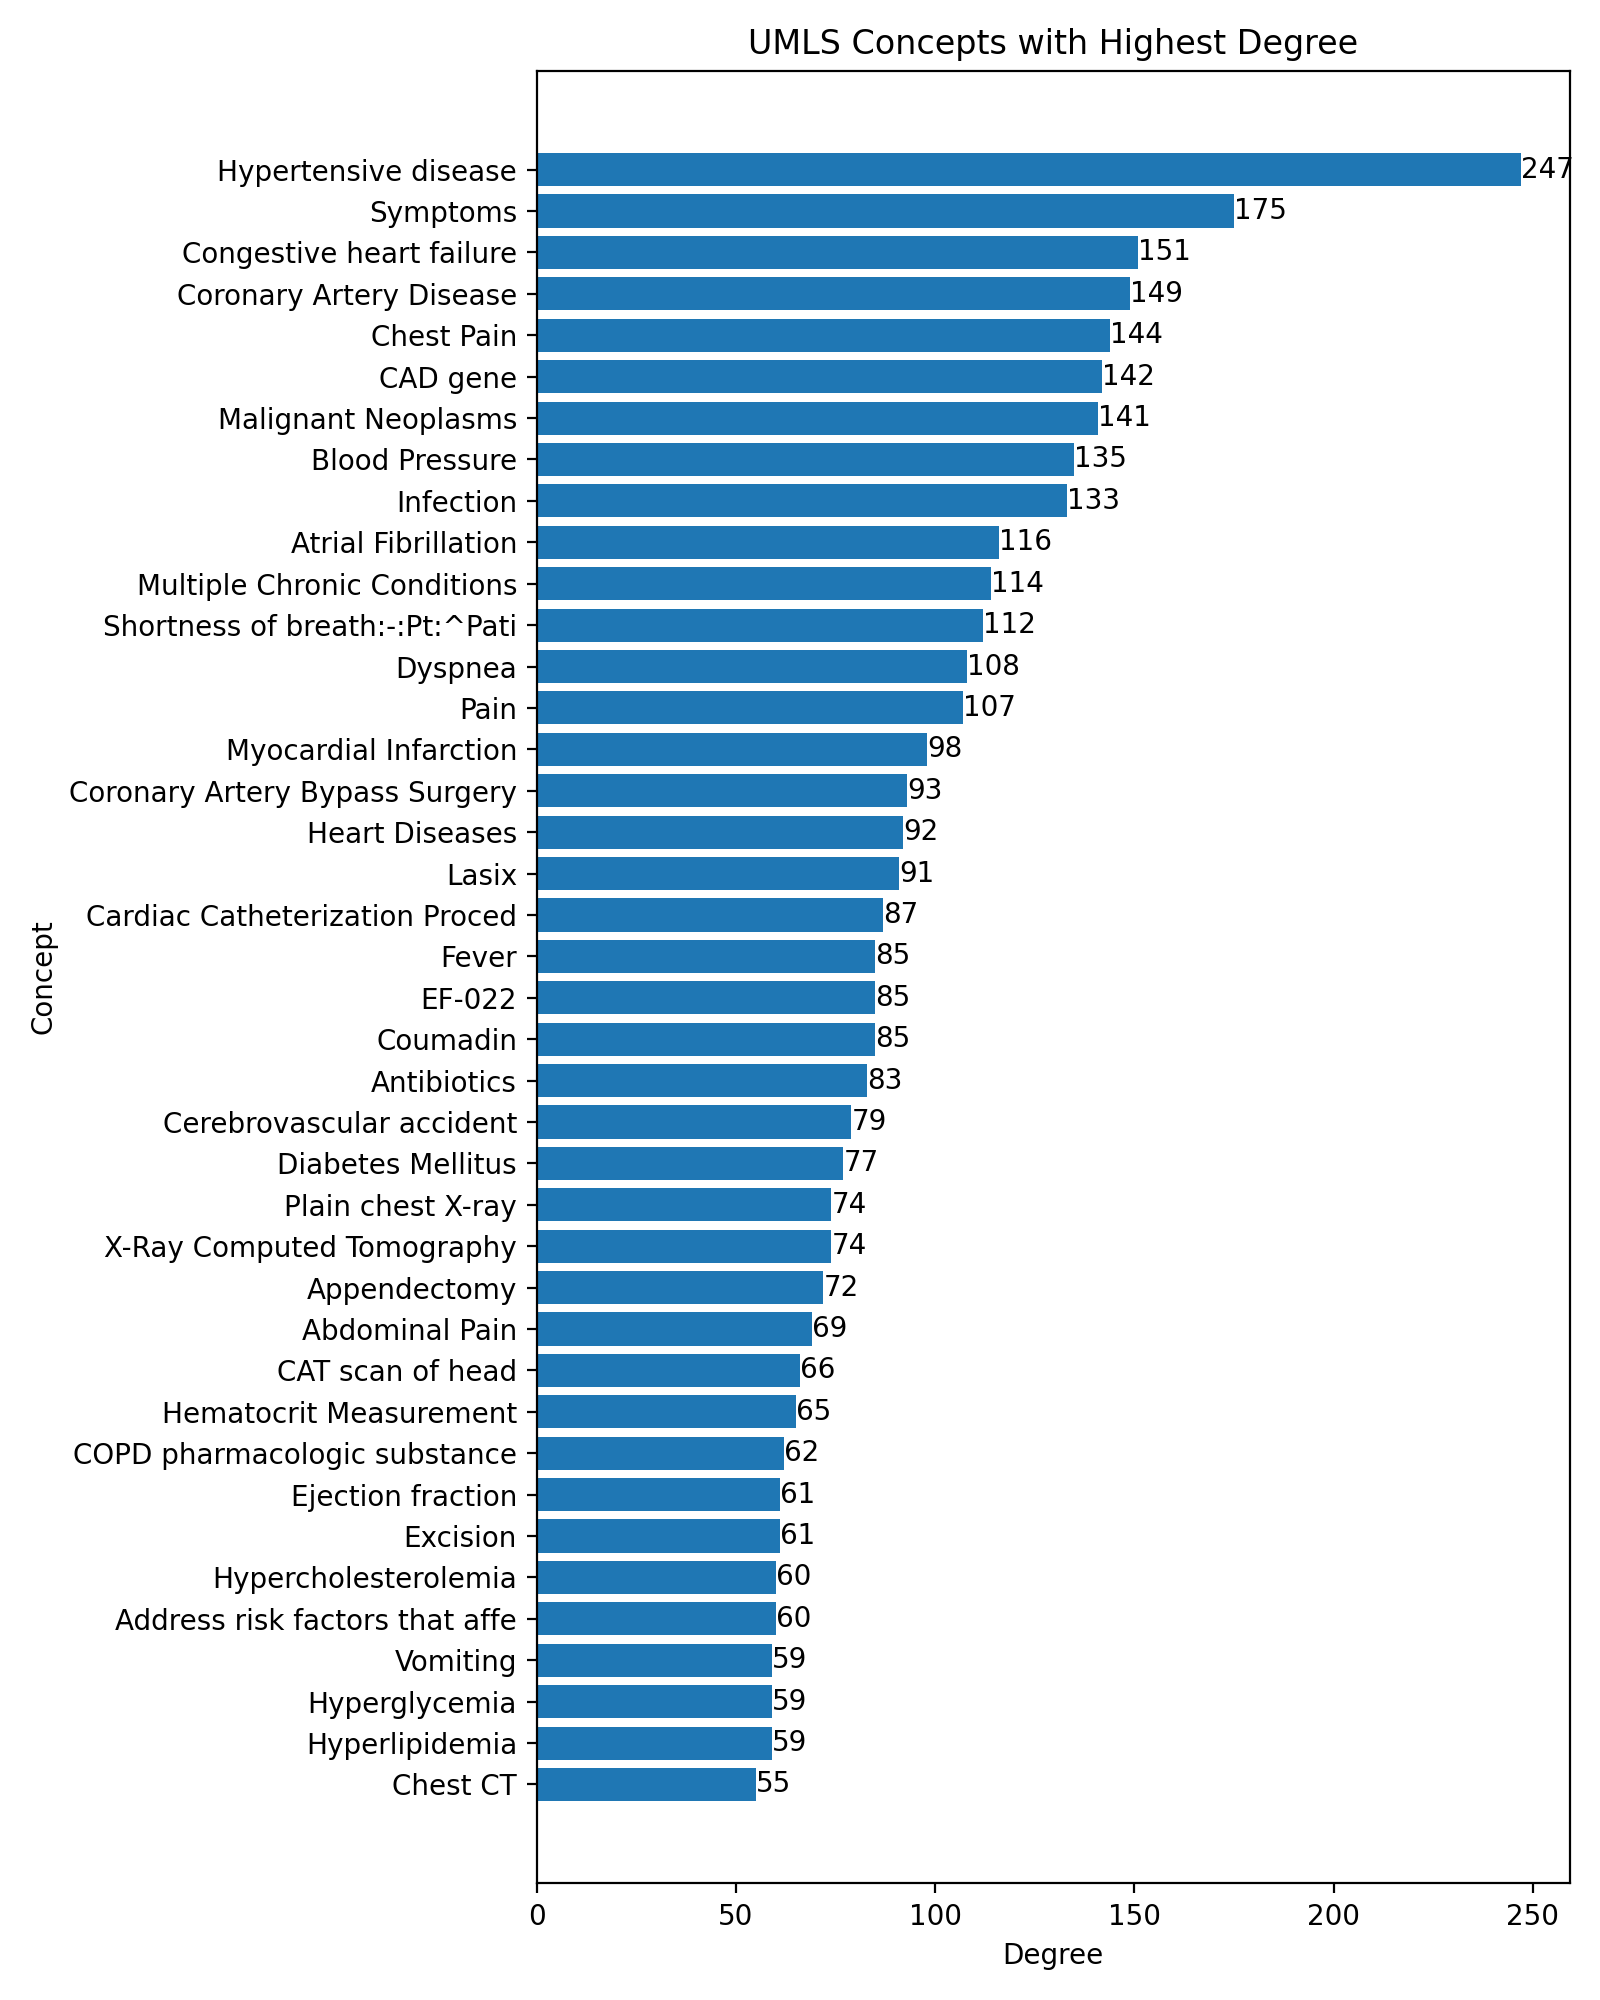 UMLS Concepts with Highest Degree
Hypertensive disease 247
Symptoms 175
Congestive heart failure 151
Coronary Artery Disease 149
Chest Pain 144
CAD gene 142
Malignant Neoplasms 141
Blood Pressure 135
Infection 133
Atrial Fibrillation 116
Multiple Chronic Conditions 114
Shortness of breath:-:Pt:^Pati 112
Dyspnea 108
Pain 107
Myocardial Infarction 98
Coronary Artery Bypass Surgery 93
Heart Diseases 92
Lasix 91
Cardiac Catheterization Proced 87
Fever 85
EF-022 85
Coumadin 85
Antibiotics 83
Cerebrovascular accident 79
Diabetes Mellitus 77
Plain chest X-ray 74
X-Ray Computed Tomography 74
Appendectomy 72
Abdominal Pain 69
CAT scan of head 66
Hematocrit Measurement 65
COPD pharmacologic substance 62
Ejection fraction 61
Excision 61
Hypercholesterolemia 60
Address risk factors that affe 60
Vomiting 59
Hyperglycemia 59
Hyperlipidemia 59
Chest CT 55
Concept
0 50 100 150 200 250
Degree